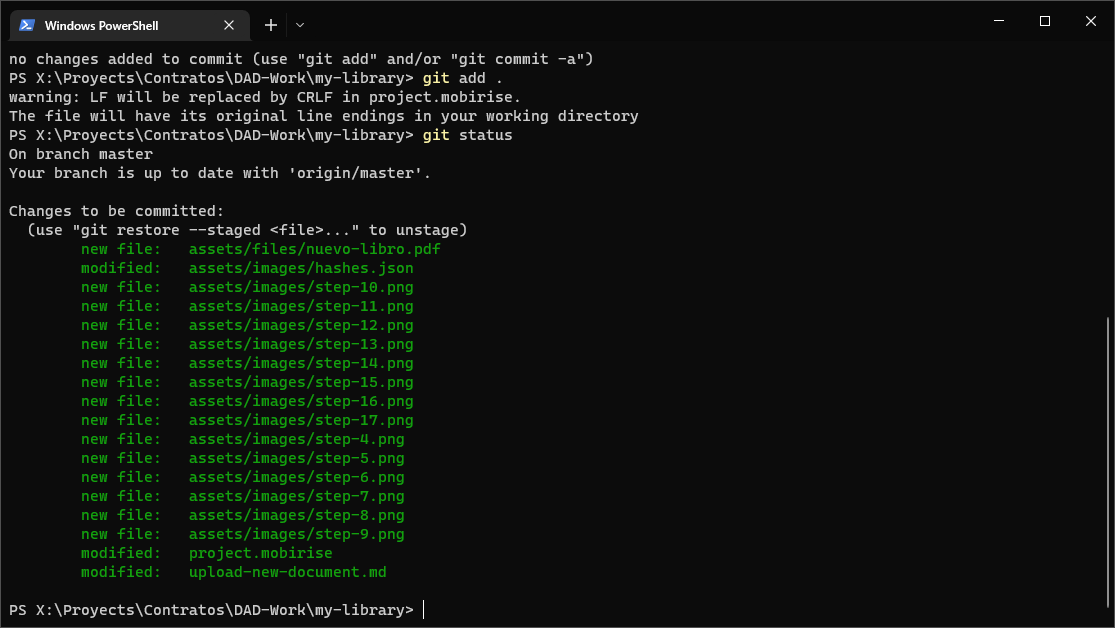 Windows PowerShell
no changes added to commit (use "git add" and/or "git commit -a")
PS X:\Proyects\Contratos\DAD-Work\my-library> git add .
warning: LF will be replaced by CRLF in project.mobirise.
The file will have its original line endings in your working directory
PS X:\Proyects\Contratos\DAD-Work\my-library> git status
On branch master
Your branch is up to date with 'origin/master'.

Changes to be committed:
  (use "git restore --staged <file>..." to unstage)
        new file:   assets/files/nuevo-libro.pdf
        modified:   assets/images/hashes.json
        new file:   assets/images/step-10.png
        new file:   assets/images/step-11.png
        new file:   assets/images/step-12.png
        new file:   assets/images/step-13.png
        new file:   assets/images/step-14.png
        new file:   assets/images/step-15.png
        new file:   assets/images/step-16.png
        new file:   assets/images/step-17.png
        new file:   assets/images/step-4.png
        new file:   assets/images/step-5.png
        new file:   assets/images/step-6.png
        new file:   assets/images/step-7.png
        new file:   assets/images/step-8.png
        new file:   assets/images/step-9.png
        modified:   project.mobirise
        modified:   upload-new-document.md

PS X:\Proyects\Contratos\DAD-Work\my-library>